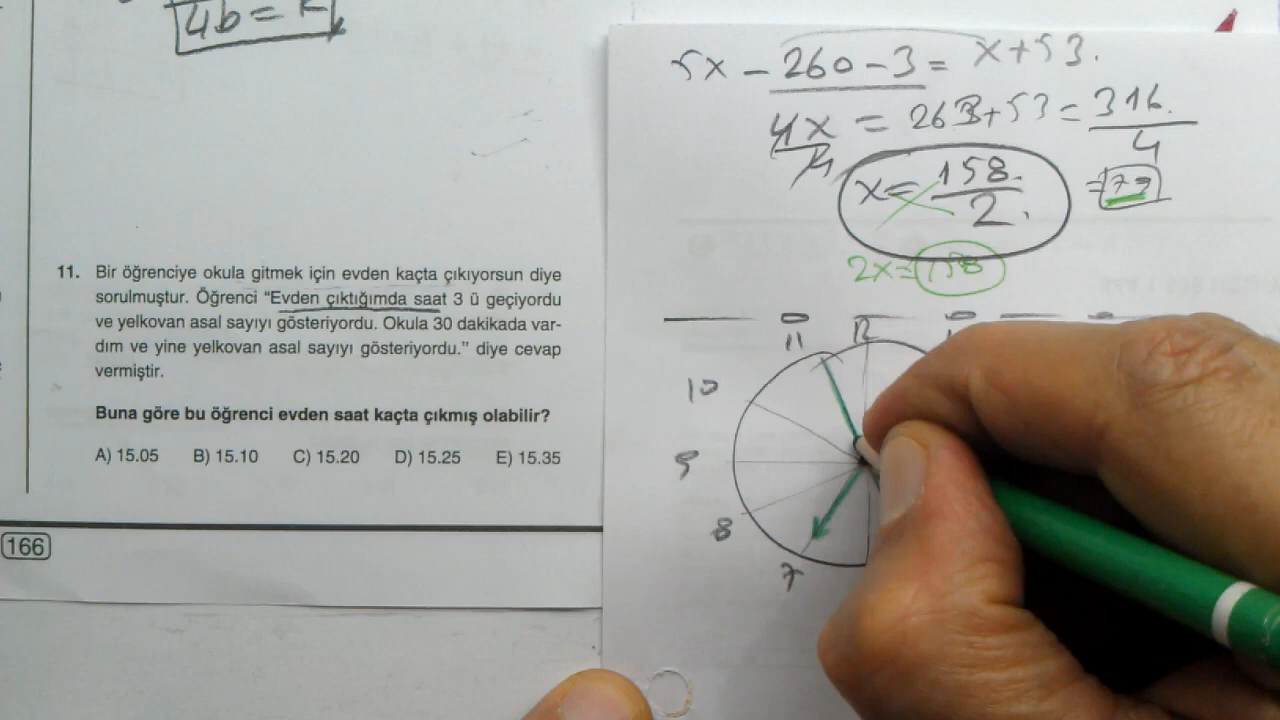 4b = k
11. Bir öğrenciye okula gitmek için evden kaçta çıkıyorsun diye
sorulmuştur. Öğrenci “Evden çıktığımda saat 3 ü geçiyordu
ve yelkovan asal sayıyı gösteriyordu. Okula 30 dakikada var-
dım ve yine yelkovan asal sayıyı gösteriyordu.” diye cevap
vermiştir.
Buna göre bu öğrenci evden saat kaçta çıkmış olabilir?
A) 15.05 B) 15.10 C) 15.20 D) 15.25 E) 15.35
166
5x - 260 - 3 = x + 53.
4x = 263 + 53 = 316
4 4
x = 158
2
= 79
2x = 158
12
11
10
9
8
7